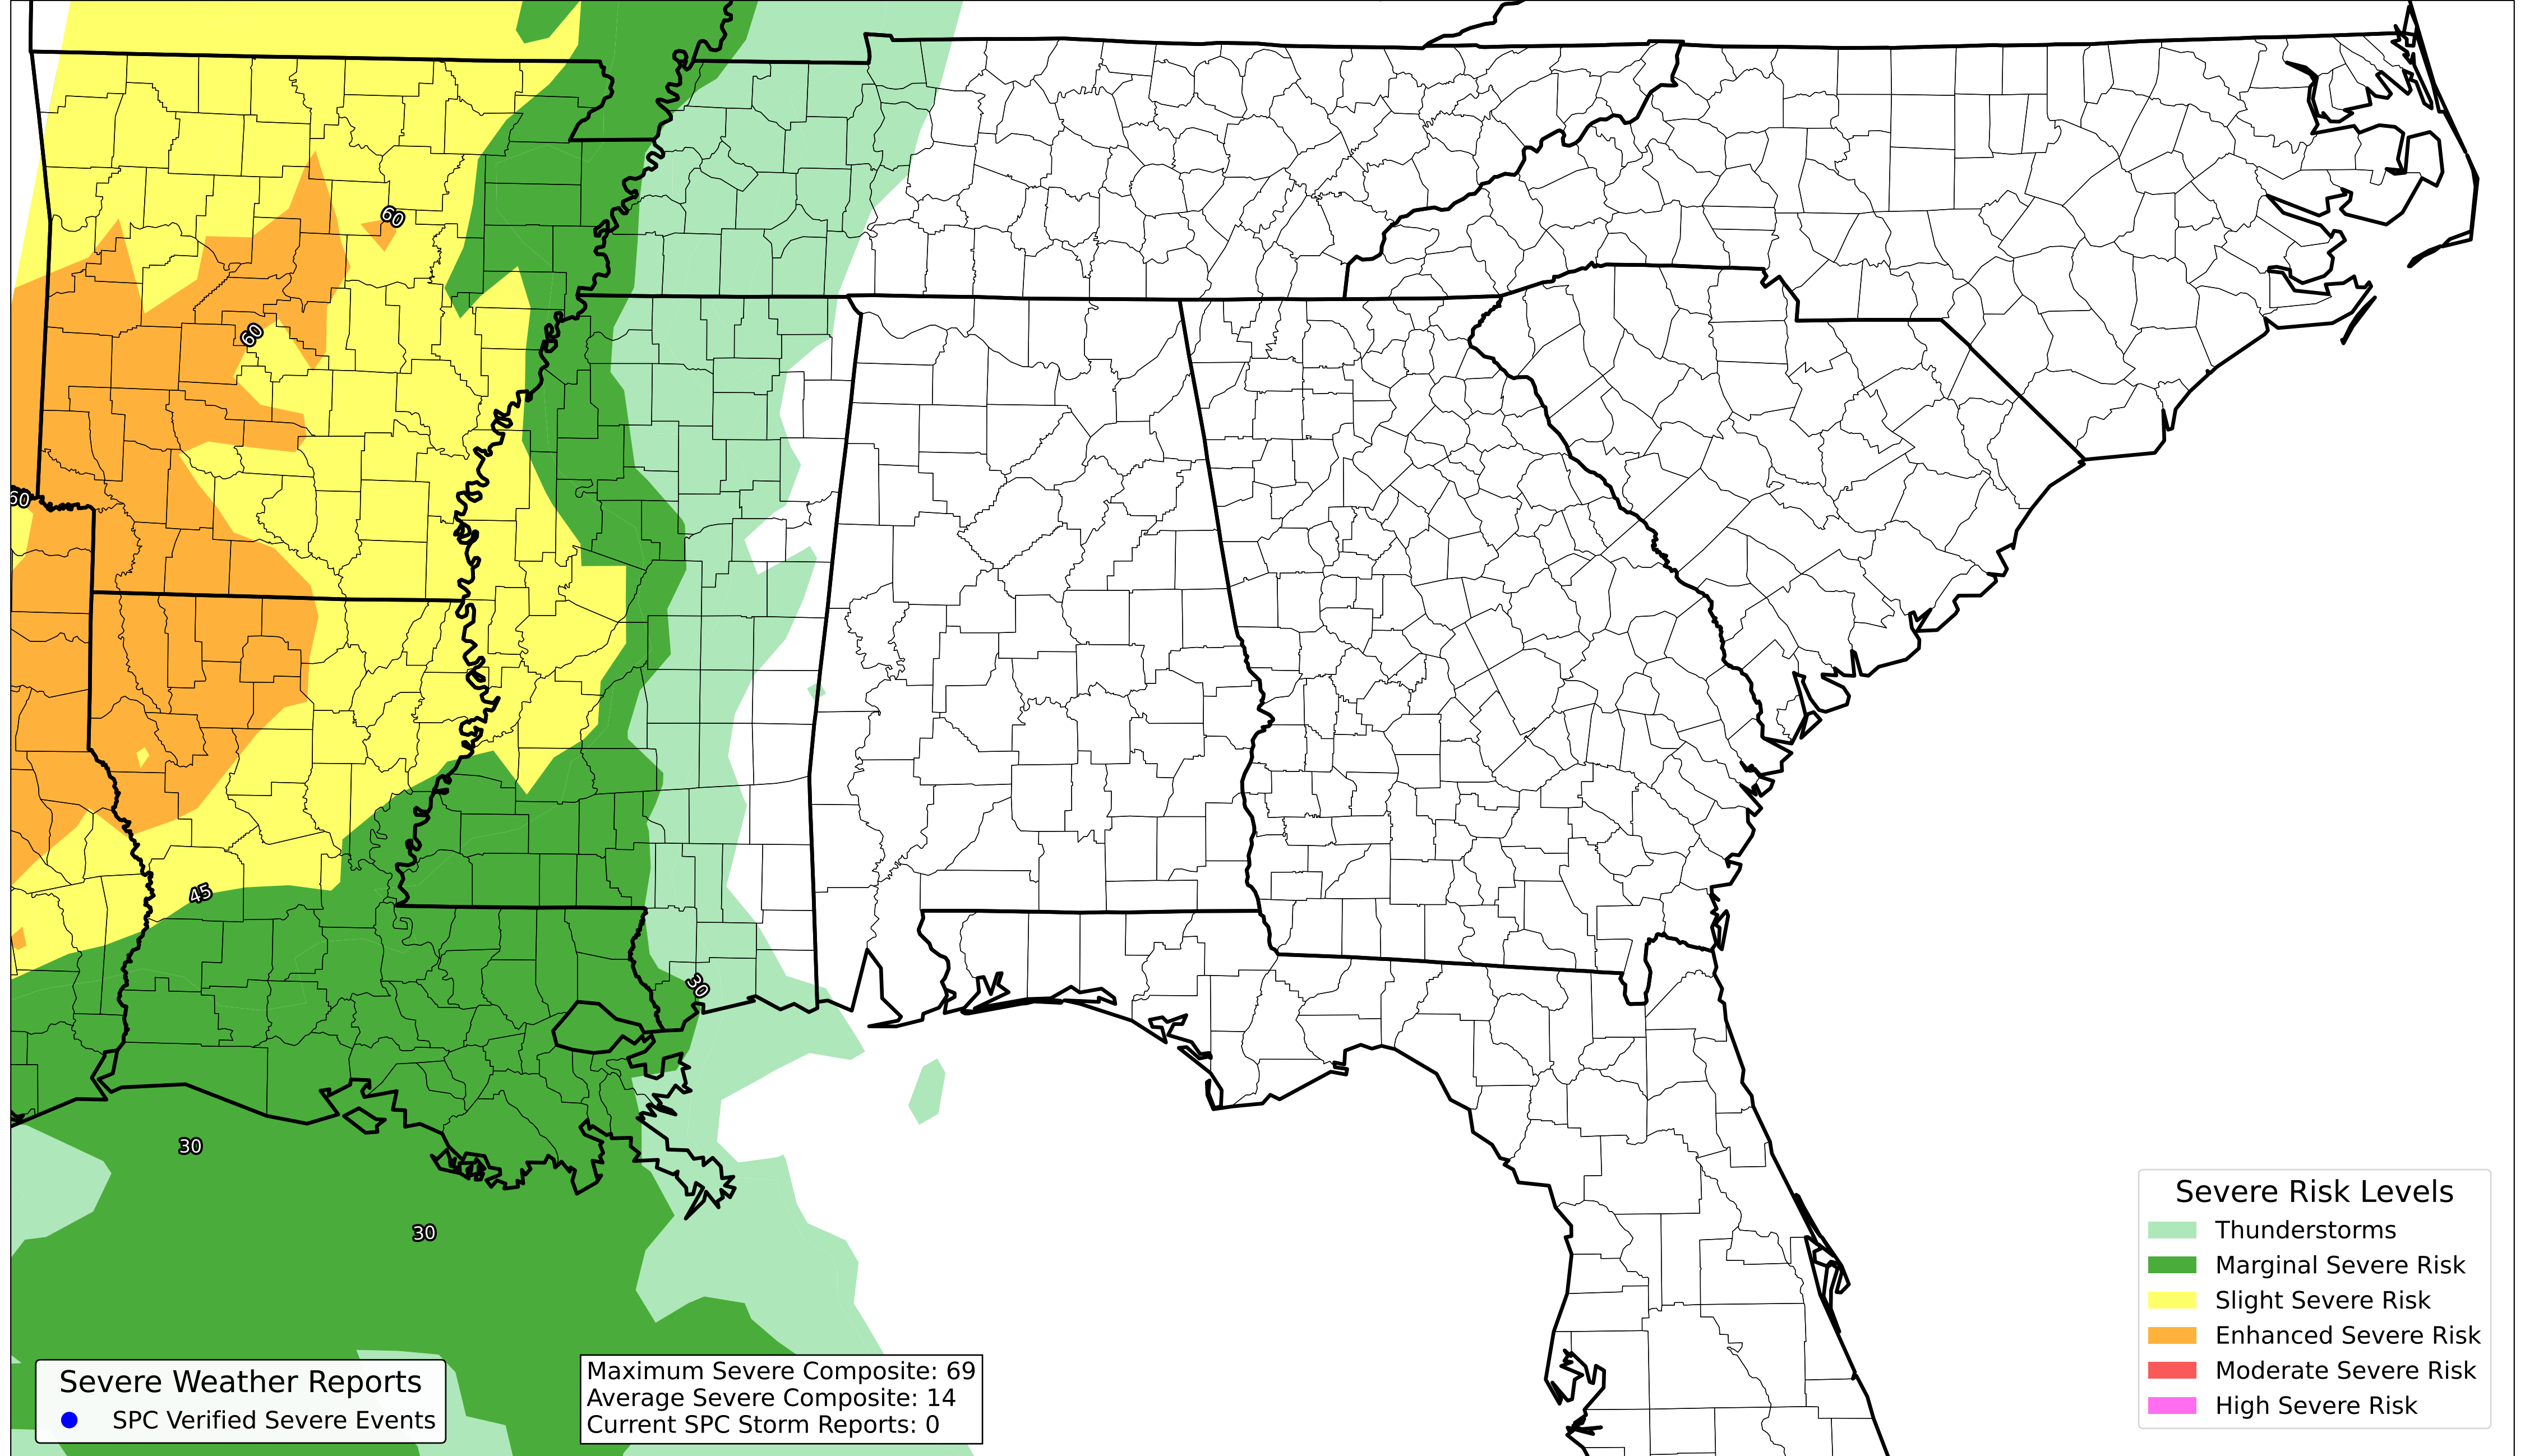 60
60
60
45
30
30
30
Severe Weather Reports
SPC Verified Severe Events
Maximum Severe Composite: 69
Average Severe Composite: 14
Current SPC Storm Reports: 0
Severe Risk Levels
Thunderstorms
Marginal Severe Risk
Slight Severe Risk
Enhanced Severe Risk
Moderate Severe Risk
High Severe Risk